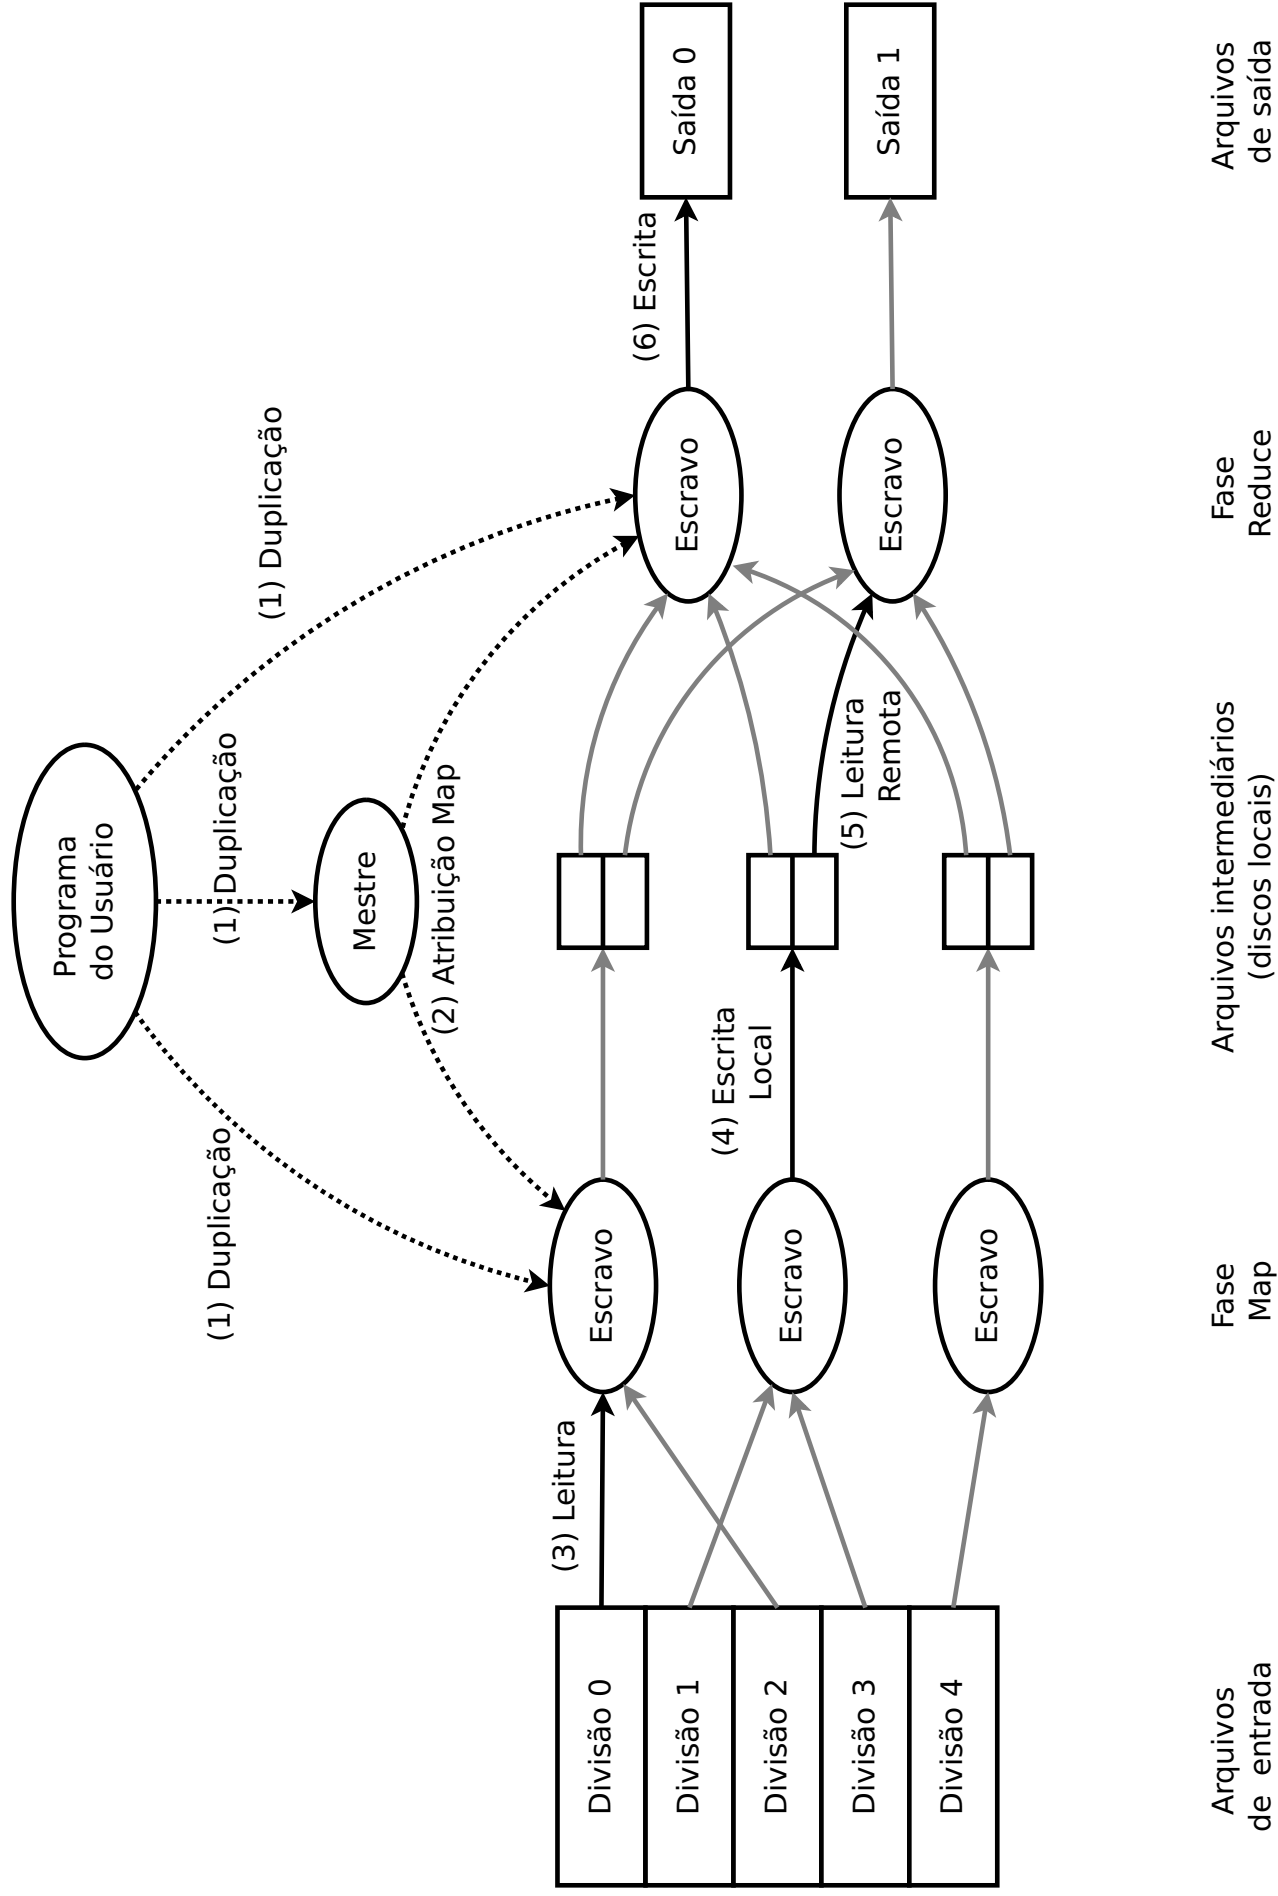 Programa
do Usuário
(1) Duplicação
(1) Duplicação
(1) Duplicação
Mestre
(2) Atribuição Map
Divisão 0
Divisão 1
Divisão 2
Divisão 3
Divisão 4
(3) Leitura
Escravo
Escravo
Escravo
(4) Escrita
Local
(5) Leitura
Remota
Escravo
Escravo
(6) Escrita
Saída 0
Saída 1
Arquivos
de entrada
Fase
Map
Arquivos intermediários
(discos locais)
Fase
Reduce
Arquivos
de saída